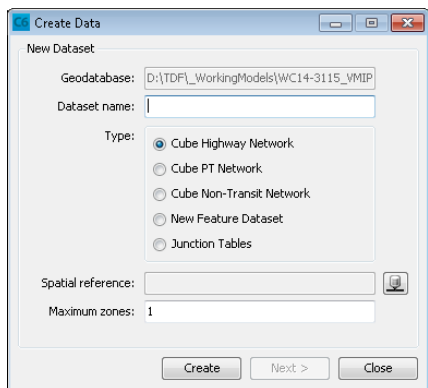 C6 Create Data
New Dataset
Geodatabase: D:\TDF\_WorkingModels\WC14-3115_VMIP
Dataset name:
Type:
Cube Highway Network
Cube PT Network
Cube Non-Transit Network
New Feature Dataset
Junction Tables
Spatial reference:
Maximum zones: 1
Create Next > Close